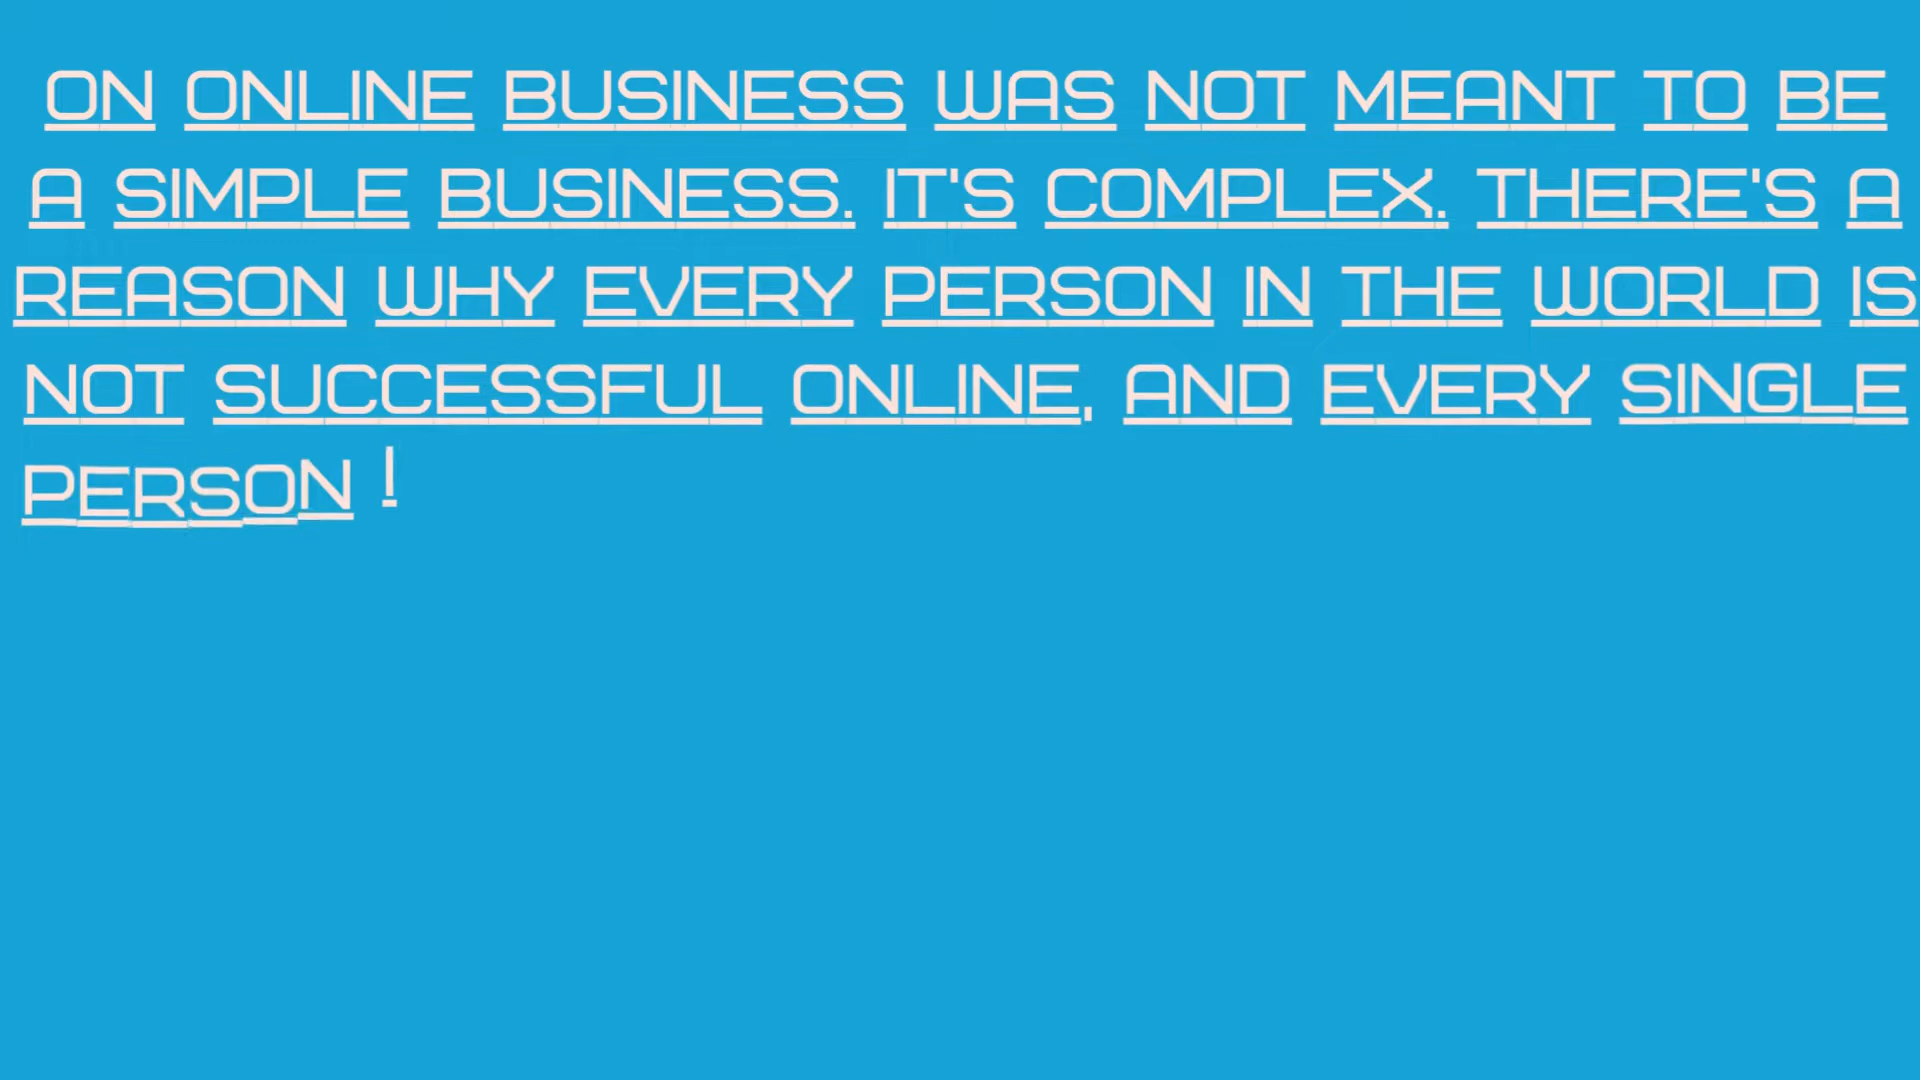 ON ONLINE BUSINESS WAS NOT MEANT TO BE
A SIMPLE BUSINESS. IT'S COMPLEX. THERE'S A
REASON WHY EVERY PERSON IN THE WORLD IS
NOT SUCCESSFUL ONLINE, AND EVERY SINGLE
PERSON !